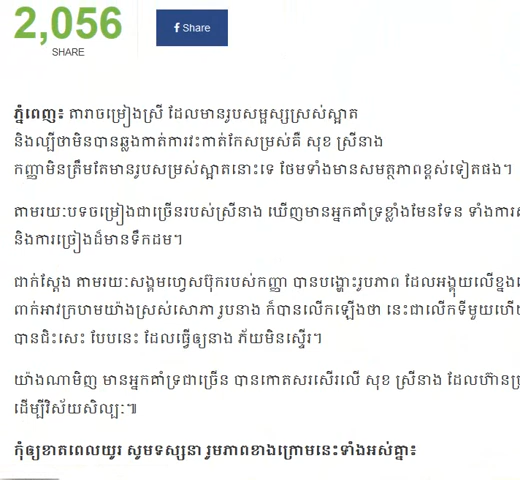 2,056
SHARE
f Share
ភ្នំពេញ៖ តារាចម្រៀងស្រី ដែលមានរូបសម្ផស្សស្រស់ស្អាត
និងល្បីថាមិនបានឆ្លងកាត់ការវះកាត់កែសម្រស់គឺ សុខ ស្រីនាង
កញ្ញាមិនត្រឹមតែមានរូបសម្រស់ស្អាតនោះទេ ថែមទាំងមានសមត្ថភាពខ្ពស់ទៀតផង។
តាមរយៈបទចម្រៀងជាច្រើនរបស់ស្រីនាង ឃើញមានអ្នកគាំទ្រខ្លាំងមែនទែន ទាំងការ
និងការច្រៀងដ៏មានទឹកដម។
ជាក់ស្តែង តាមរយៈសង្គមហ្វេសប៊ុករបស់កញ្ញា បានបង្ហោះរូបភាព ដែលអង្គុយលើខ្នង
ពាក់អាវក្រហមយ៉ាងស្រស់សោភា រូបនាង ក៏បានលើកឡើងថា នេះជាលើកទីមួយហើយ
បានជិះសេះ បែបនេះ ដែលធ្វើឲ្យនាង ភ័យមិនស្ទើរ។
យ៉ាងណាមិញ មានអ្នកគាំទ្រជាច្រើន បានកោតសរសើរលើ សុខ ស្រីនាង ដែលហ៊ាន
ដើម្បីវិស័យសិល្បៈ៕
កុំឲ្យខាតពេលយូរ សូមទស្សនា រូមភាពខាងក្រោមនេះទាំងអស់គ្នា៖